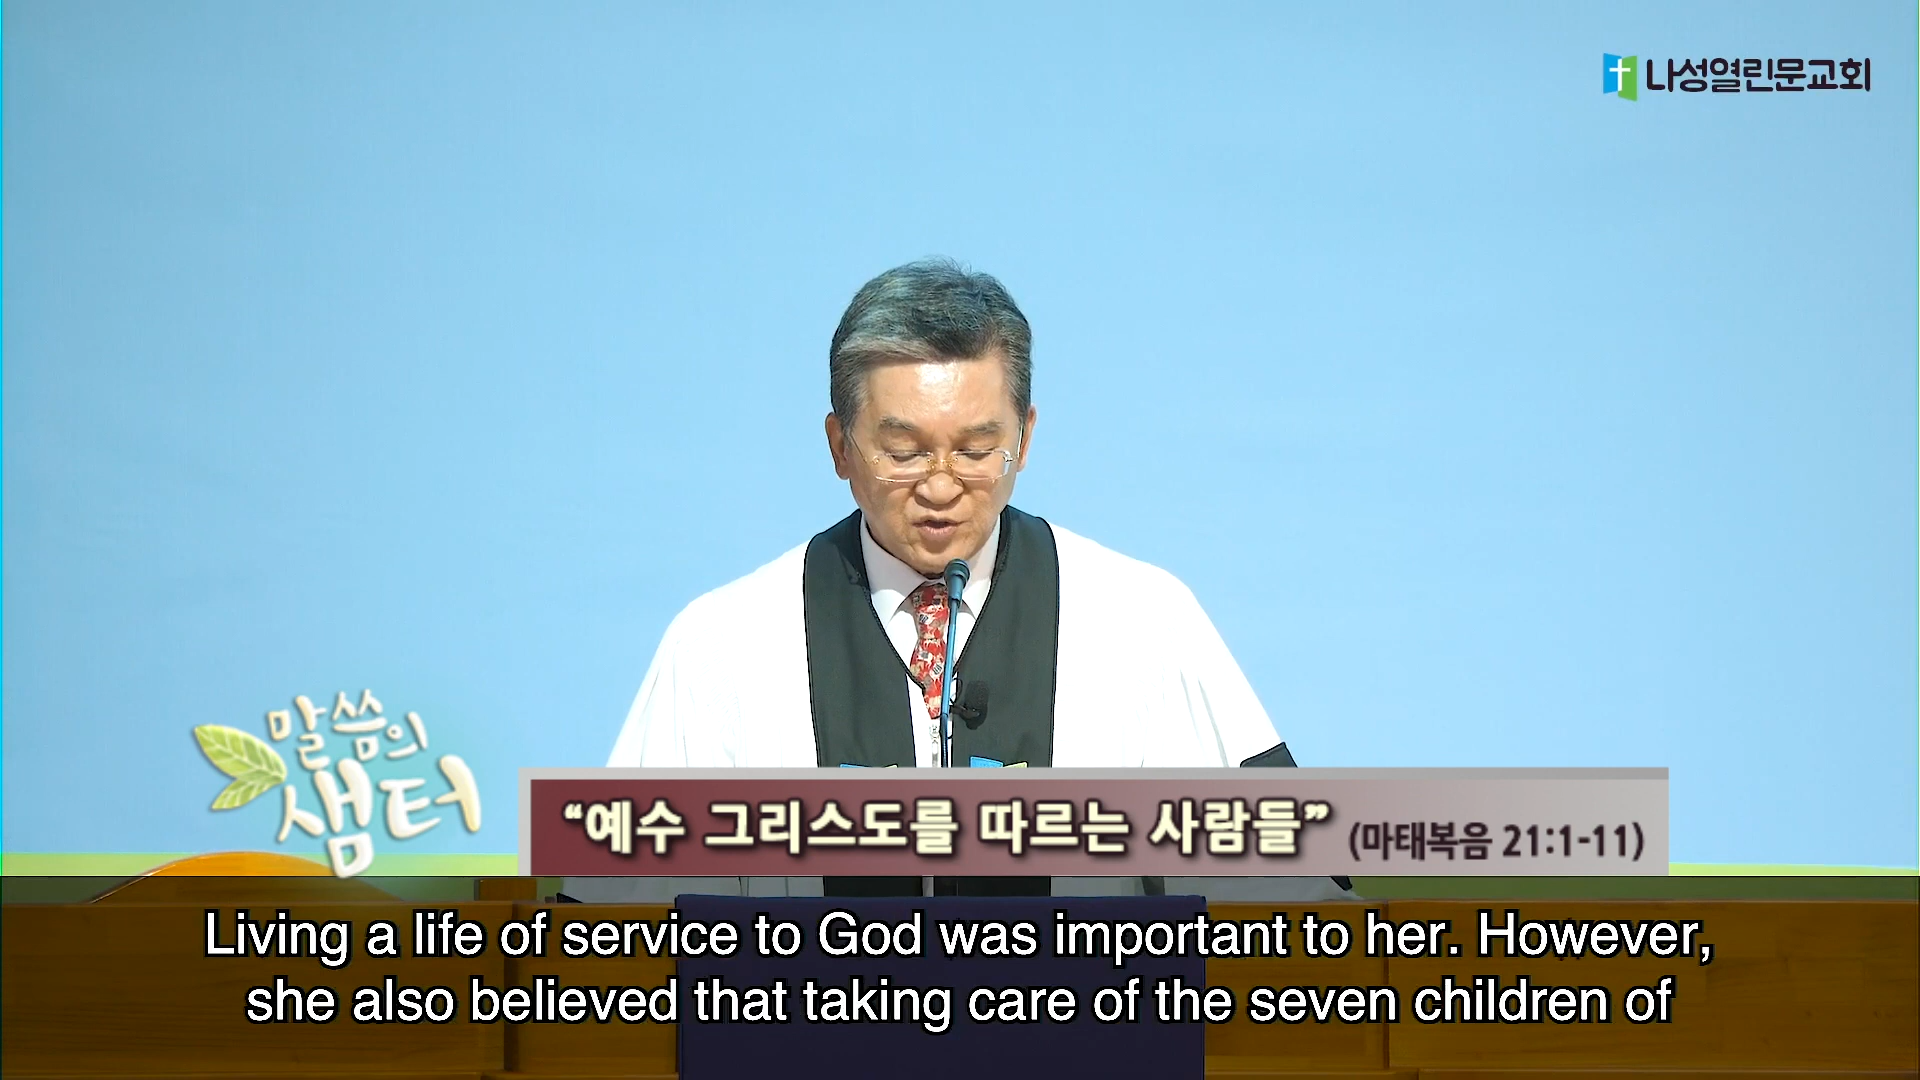 나성열린문교회
말씀의
샘터
“예수 그리스도를 따르는 사람들” (마태복음 21:1-11)
Living a life of service to God was important to her. However,
she also believed that taking care of the seven children of